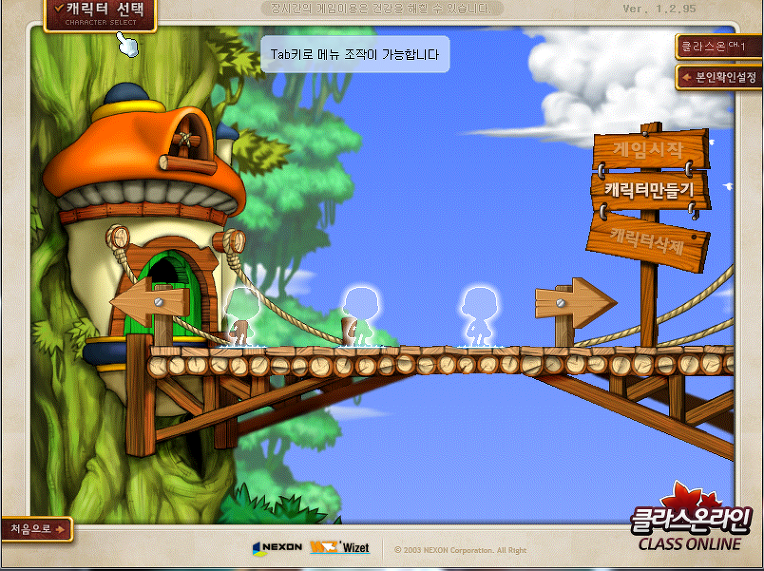 캐릭터 선택
CHARACTER SELECT
장시간의 게임이용은 건강을 해칠 수 있습니다.
Ver. 1.2.95
Tab키로 메뉴 조작이 가능합니다
클라스온 CH.1
본인확인설정
게임시작
캐릭터만들기
캐릭터삭제
처음으로
NEXON
Wizet
© 2003 NEXON Corporation. All Right
클라스온라인
CLASS ONLINE